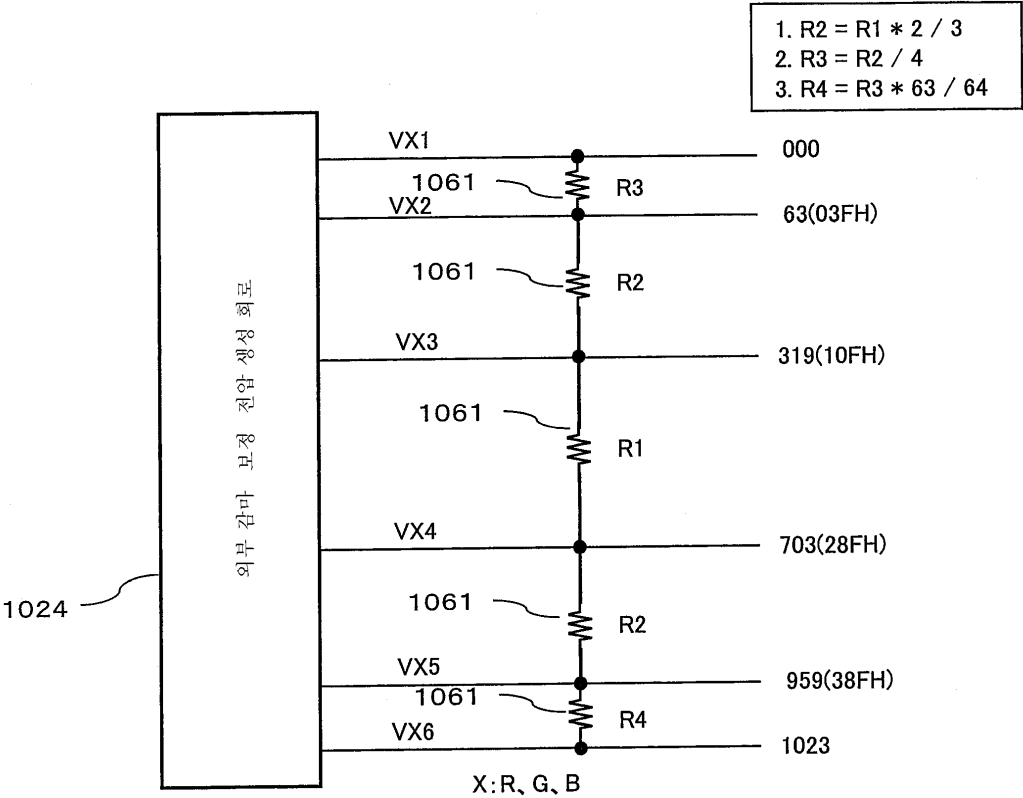 1. R2 = R1 * 2 / 3
2. R3 = R2 / 4
3. R4 = R3 * 63 / 64
VX1
000
1061
R3
VX2
63(03FH)
1061
R2
VX3
319(10FH)
1061
R1
외부 감마 보정 전압 생성 회로
VX4
703(28FH)
1024
1061
R2
VX5
959(38FH)
1061
R4
VX6
1023
X:R、G、B